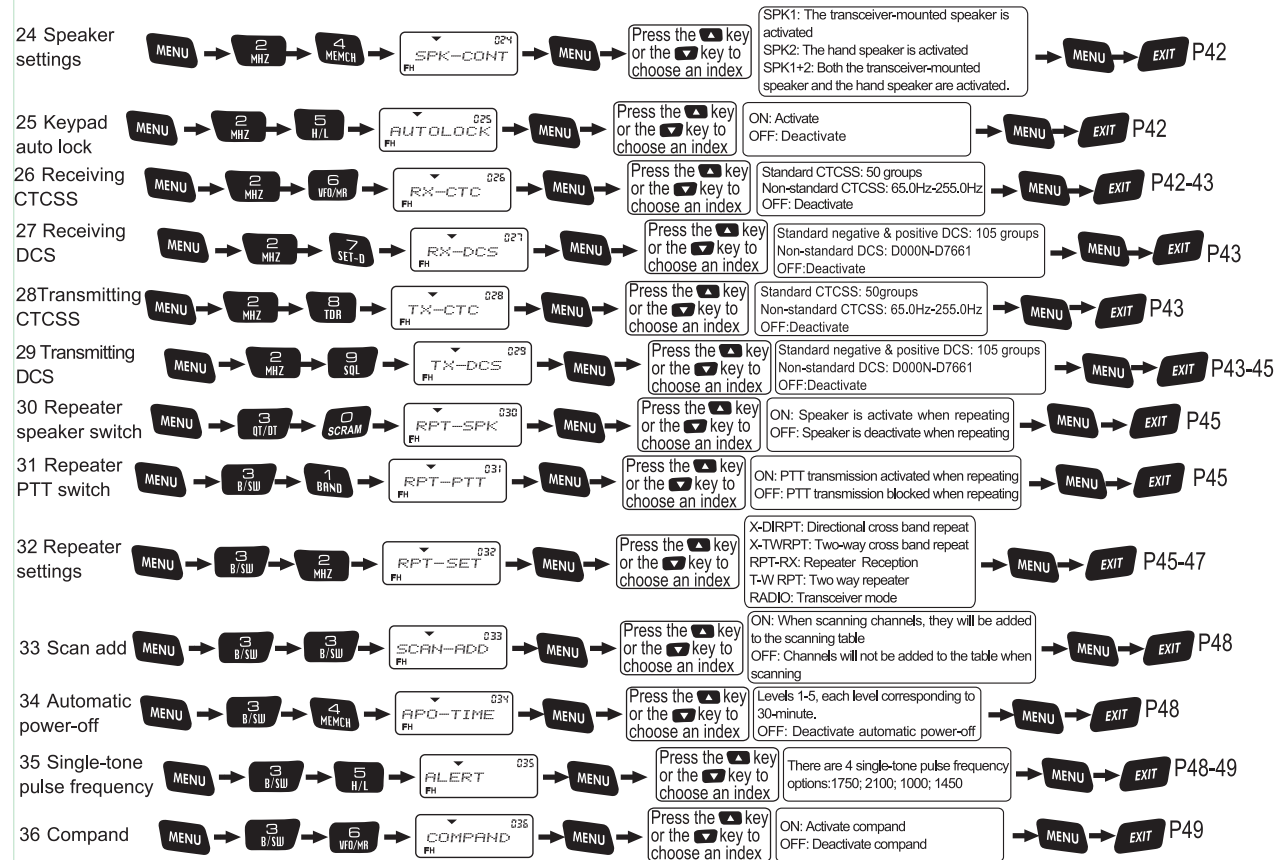 24 Speaker
settings
MENU
2
MHZ
4
MEMCH
024
SPK-CONT
FH
MENU
Press the key
or the key to
choose an index
SPK1: The transceiver-mounted speaker is
activated
SPK2: The hand speaker is activated
SPK1+2: Both the transceiver-mounted
speaker and the hand speaker are activated.
MENU
EXIT
P42
25 Keypad
auto lock
MENU
2
MHZ
5
H/L
025
AUTOLOCK
FH
MENU
Press the key
or the key to
choose an index
ON: Activate
OFF: Deactivate
MENU
EXIT
P42
26 Receiving
CTCSS
MENU
2
MHZ
6
VFO/MR
026
RX-CTC
FH
MENU
Press the key
or the key to
choose an index
Standard CTCSS: 50 groups
Non-standard CTCSS: 65.0Hz-255.0Hz
OFF: Deactivate
MENU
EXIT
P42-43
27 Receiving
DCS
MENU
2
MHZ
7
SET-D
027
RX-DCS
FH
MENU
Press the key
or the key to
choose an index
Standard negative & positive DCS: 105 groups
Non-standard DCS: D000N-D7661
OFF:Deactivate
MENU
EXIT
P43
28Transmitting
CTCSS
MENU
2
MHZ
8
TDR
028
TX-CTC
FH
MENU
Press the key
or the key to
choose an index
Standard CTCSS: 50groups
Non-standard CTCSS: 65.0Hz-255.0Hz
OFF:Deactivate
MENU
EXIT
P43
29 Transmitting
DCS
MENU
2
MHZ
9
SQL
029
TX-DCS
FH
MENU
Press the key
or the key to
choose an index
Standard negative & positive DCS: 105 groups
Non-standard DCS: D000N-D7661
OFF:Deactivate
MENU
EXIT
P43-45
30 Repeater
speaker switch
MENU
3
QT/DT
0
SCRAM
030
RPT-SPK
FH
MENU
Press the key
or the key to
choose an index
ON: Speaker is activate when repeating
OFF: Speaker is deactivate when repeating
MENU
EXIT
P45
31 Repeater
PTT switch
MENU
3
B/SW
1
BAND
031
RPT-PTT
FH
MENU
Press the key
or the key to
choose an index
ON: PTT transmission activated when repeating
OFF: PTT transmission blocked when repeating
MENU
EXIT
P45
32 Repeater
settings
MENU
3
B/SW
2
MHZ
032
RPT-SET
FH
MENU
Press the key
or the key to
choose an index
X-DIRPT: Directional cross band repeat
X-TWRPT: Two-way cross band repeat
RPT-RX: Repeater Reception
T-W RPT: Two way repeater
RADIO: Transceiver mode
MENU
EXIT
P45-47
33 Scan add
MENU
3
B/SW
3
B/SW
033
SCAN-ADD
FH
MENU
Press the key
or the key to
choose an index
ON: When scanning channels, they will be added
to the scanning table
OFF: Channels will not be added to the table when
scanning
MENU
EXIT
P48
34 Automatic
power-off
MENU
3
B/SW
4
MEMCH
034
APO-TIME
FH
MENU
Press the key
or the key to
choose an index
Levels 1-5, each level corresponding to
30-minute.
OFF: Deactivate automatic power-off
MENU
EXIT
P48
35 Single-tone
pulse frequency
MENU
3
B/SW
5
H/L
035
ALERT
FH
MENU
Press the key
or the key to
choose an index
There are 4 single-tone pulse frequency
options:1750; 2100; 1000; 1450
MENU
EXIT
P48-49
36 Compand
MENU
3
B/SW
6
VFO/MR
036
COMPAND
FH
MENU
Press the key
or the key to
choose an index
ON: Activate compand
OFF: Deactivate compand
MENU
EXIT
P49